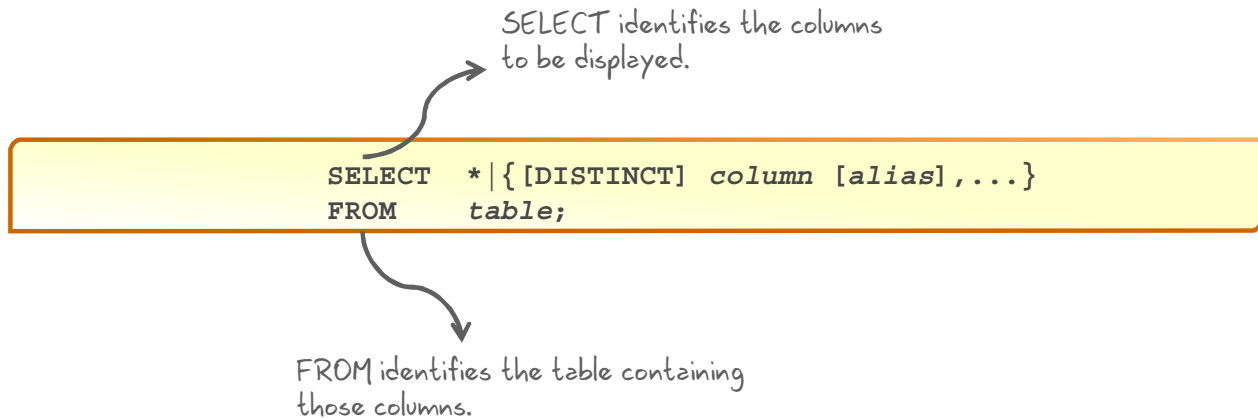 SELECT identifies the columns
to be displayed.
SELECT *|{[DISTINCT] column [alias],...}
FROM table;
FROM identifies the table containing
those columns.